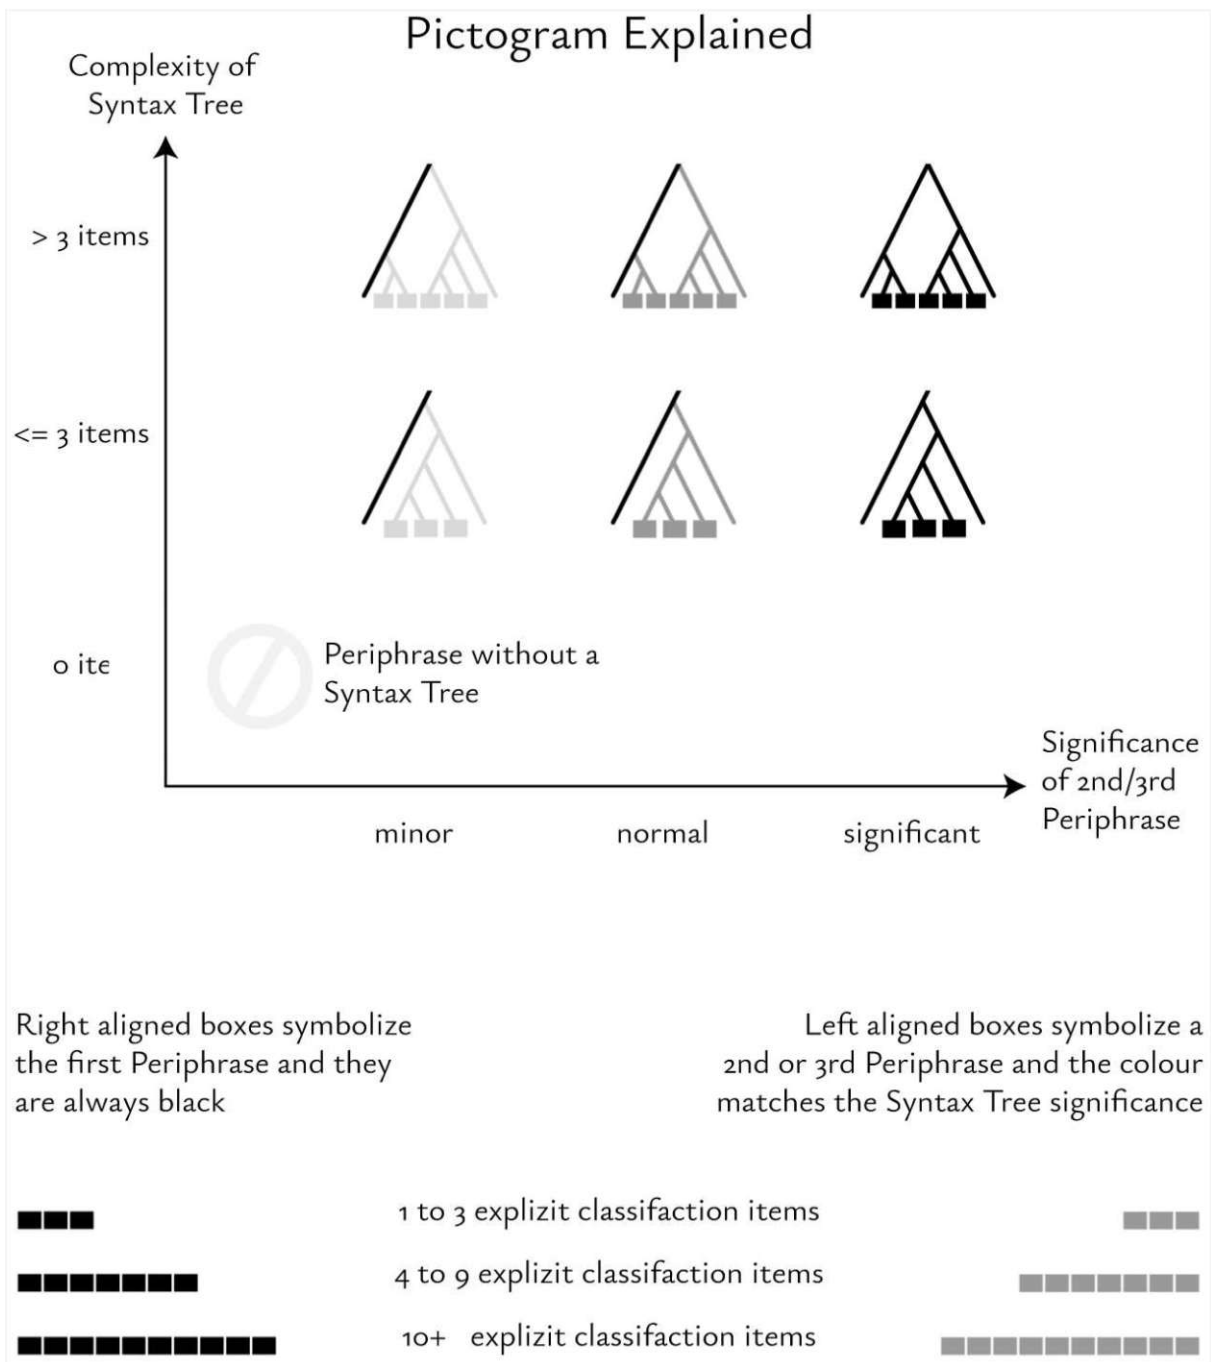 Pictogram Explained
Complexity of
Syntax Tree
> 3 items
<= 3 items
0 ite
Periphrase without a
Syntax Tree
Significance
of 2nd/3rd
Periphrase
minor
normal
significant
Right aligned boxes symbolize
the first Periphrase and they
are always black
Left aligned boxes symbolize a
2nd or 3rd Periphrase and the colour
matches the Syntax Tree significance
1 to 3 explizit classifaction items
4 to 9 explizit classifaction items
10+ explizit classifaction items